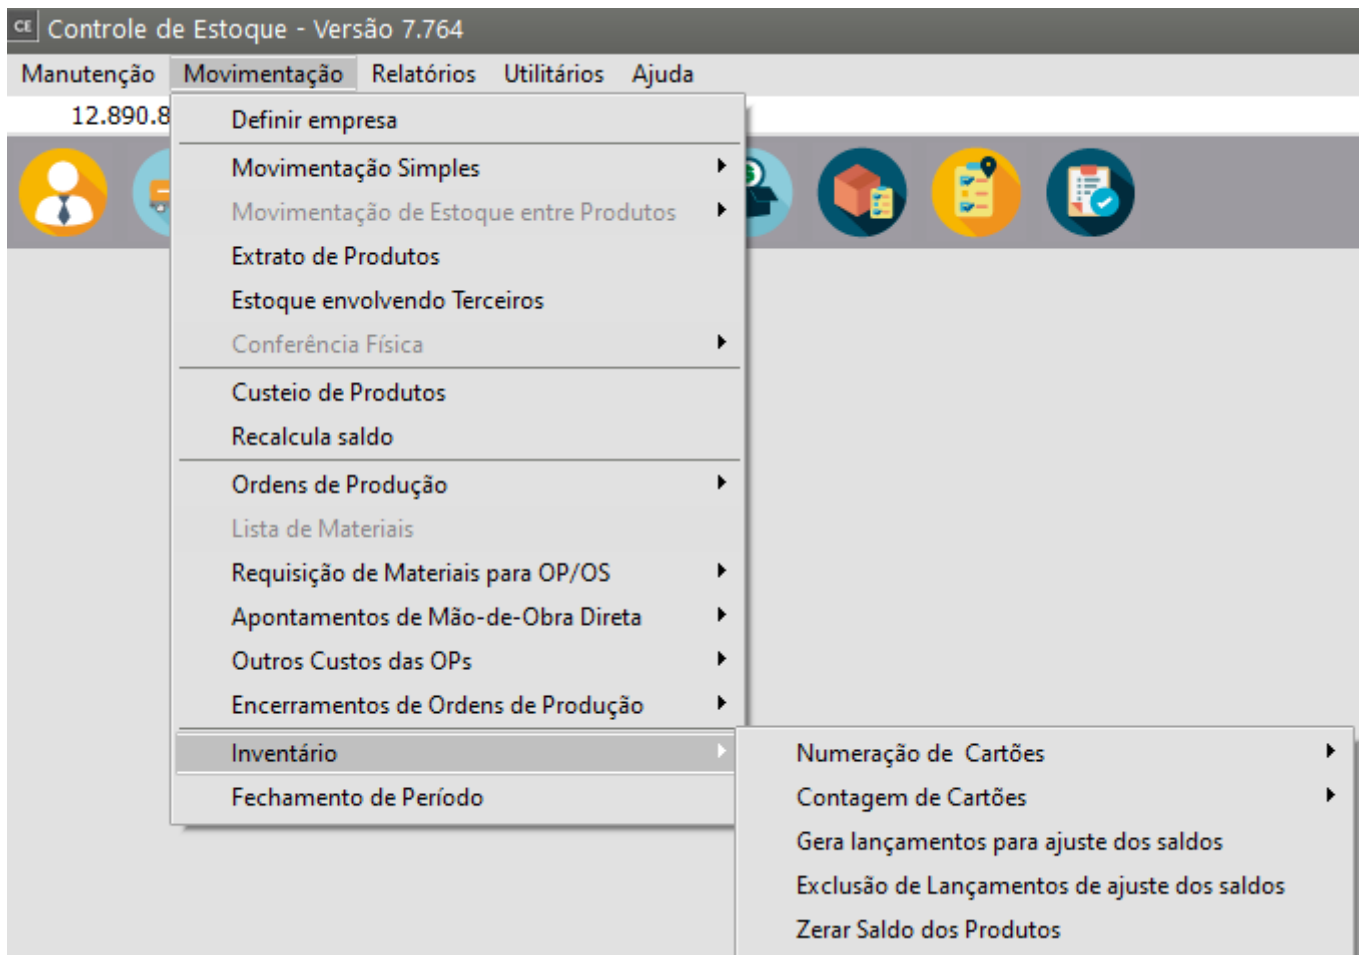 CE Controle de Estoque - Versão 7.764
Manutenção Movimentação Relatórios Utilitários Ajuda
12.890.8
Definir empresa
Movimentação Simples
Movimentação de Estoque entre Produtos
Extrato de Produtos
Estoque envolvendo Terceiros
Conferência Física
Custeio de Produtos
Recalcula saldo
Ordens de Produção
Lista de Materiais
Requisição de Materiais para OP/OS
Apontamentos de Mão-de-Obra Direta
Outros Custos das OPs
Encerramentos de Ordens de Produção
Inventário
Fechamento de Período
Numeração de Cartões
Contagem de Cartões
Gera lançamentos para ajuste dos saldos
Exclusão de Lançamentos de ajuste dos saldos
Zerar Saldo dos Produtos